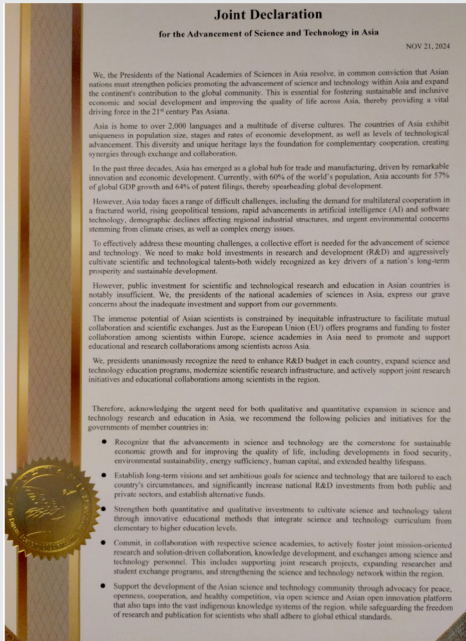 Joint Declaration
for the Advancement of Science and Technology in Asia
NOV 21, 2024
We, the Presidents of the National Academies of Sciences in Asia resolve, in common conviction that Asian
nations must strengthen policies promoting the advancement of science and technology within Asia and expand
the continent's contribution to the global community. This is essential for fostering sustainable and inclusive
economic and social development and improving the quality of life across Asia, thereby providing a vital
driving force in the 21st century Pax Asiana.
Asia is home to over 2,000 languages and a multitude of diverse cultures. The countries of Asia exhibit
uniqueness in population size, stages and rates of economic development, as well as levels of technological
advancement. This diversity and unique heritage lays the foundation for complementary cooperation, creating
synergies through exchange and collaboration.
In the past three decades, Asia has emerged as a global hub for trade and manufacturing, driven by remarkable
innovation and economic development. Currently, with 60% of the world's population, Asia accounts for 57%
of global GDP growth and 64% of patent filings, thereby spearheading global development.
However, Asia today faces a range of difficult challenges, including the demand for multilateral cooperation in
a fractured world, rising geopolitical tensions, rapid advancements in artificial intelligence (AI) and software
technology, demographic declines affecting regional industrial structures, and urgent environmental concerns
stemming from climate crises, as well as complex energy issues.
To effectively address these mounting challenges, a collective effort is needed for the advancement of science
and technology. We need to make bold investments in research and development (R&D) and aggressively
cultivate scientific and technological talents-both widely recognized as key drivers of a nation's long-term
prosperity and sustainable development.
However, public investment for scientific and technological research and education in Asian countries is
notably insufficient. We, the presidents of the national academies of sciences in Asia, express our grave
concerns about the inadequate investment and support from our governments.
The immense potential of Asian scientists is constrained by inequitable infrastructure to facilitate mutual
collaboration and scientific exchanges. Just as the European Union (EU) offers programs and funding to foster
collaboration among scientists within Europe, science academies in Asia need to promote and support
educational and research collaborations among scientists across Asia.
We, presidents unanimously recognize the need to enhance R&D budget in each country, expand science and
technology education programs, modernize scientific research infrastructure, and actively support joint research
initiatives and educational collaborations among scientists in the region.
Therefore, acknowledging the urgent need for both qualitative and quantitative expansion in science and
technology research and education in Asia, we recommend the following policies and initiatives for the
governments of member countries in:
● Recognize that the advancements in science and technology are the cornerstone for sustainable
economic growth and for improving the quality of life, including developments in food security,
environmental sustainability, energy sufficiency, human capital, and extended healthy lifespans.
● Establish long-term visions and set ambitious goals for science and technology that are tailored to each
country's circumstances, and significantly increase national R&D investments from both public and
private sectors, and establish alternative funds.
● Strengthen both quantitative and qualitative investments to cultivate science and technology talent
through innovative educational methods that integrate science and technology curriculum from
elementary to higher education levels.
● Commit, in collaboration with respective science academies, to actively foster joint mission-oriented
research and solution-driven collaboration, knowledge development, and exchanges among science and
technology personnel. This includes supporting joint research projects, expanding researcher and
student exchange programs, and strengthening the science and technology network within the region.
● Support the development of the Asian science and technology community through advocacy for peace,
openness, cooperation, and healthy competition, via open science and Asian open innovation platform
that also taps into the vast indigenous knowledge systems of the region, while safeguarding the freedom
of research and publication for scientists who shall adhere to global ethical standards.